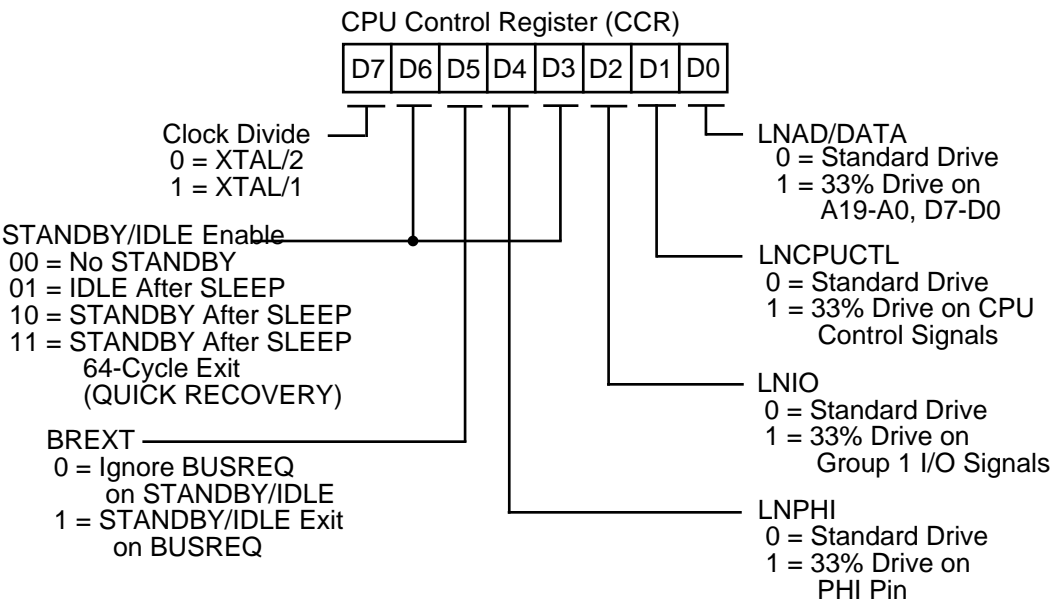 CPU Control Register (CCR)
D7 D6 D5 D4 D3 D2 D1 D0
Clock Divide
0 = XTAL/2
1 = XTAL/1
STANDBY/IDLE Enable
00 = No STANDBY
01 = IDLE After SLEEP
10 = STANDBY After SLEEP
11 = STANDBY After SLEEP
64-Cycle Exit
(QUICK RECOVERY)
BREXT
0 = Ignore BUSREQ
on STANDBY/IDLE
1 = STANDBY/IDLE Exit
on BUSREQ
LNAD/DATA
0 = Standard Drive
1 = 33% Drive on
A19-A0, D7-D0
LNCPUCTL
0 = Standard Drive
1 = 33% Drive on CPU
Control Signals
LNIO
0 = Standard Drive
1 = 33% Drive on
Group 1 I/O Signals
LNPHI
0 = Standard Drive
1 = 33% Drive on
PHI Pin